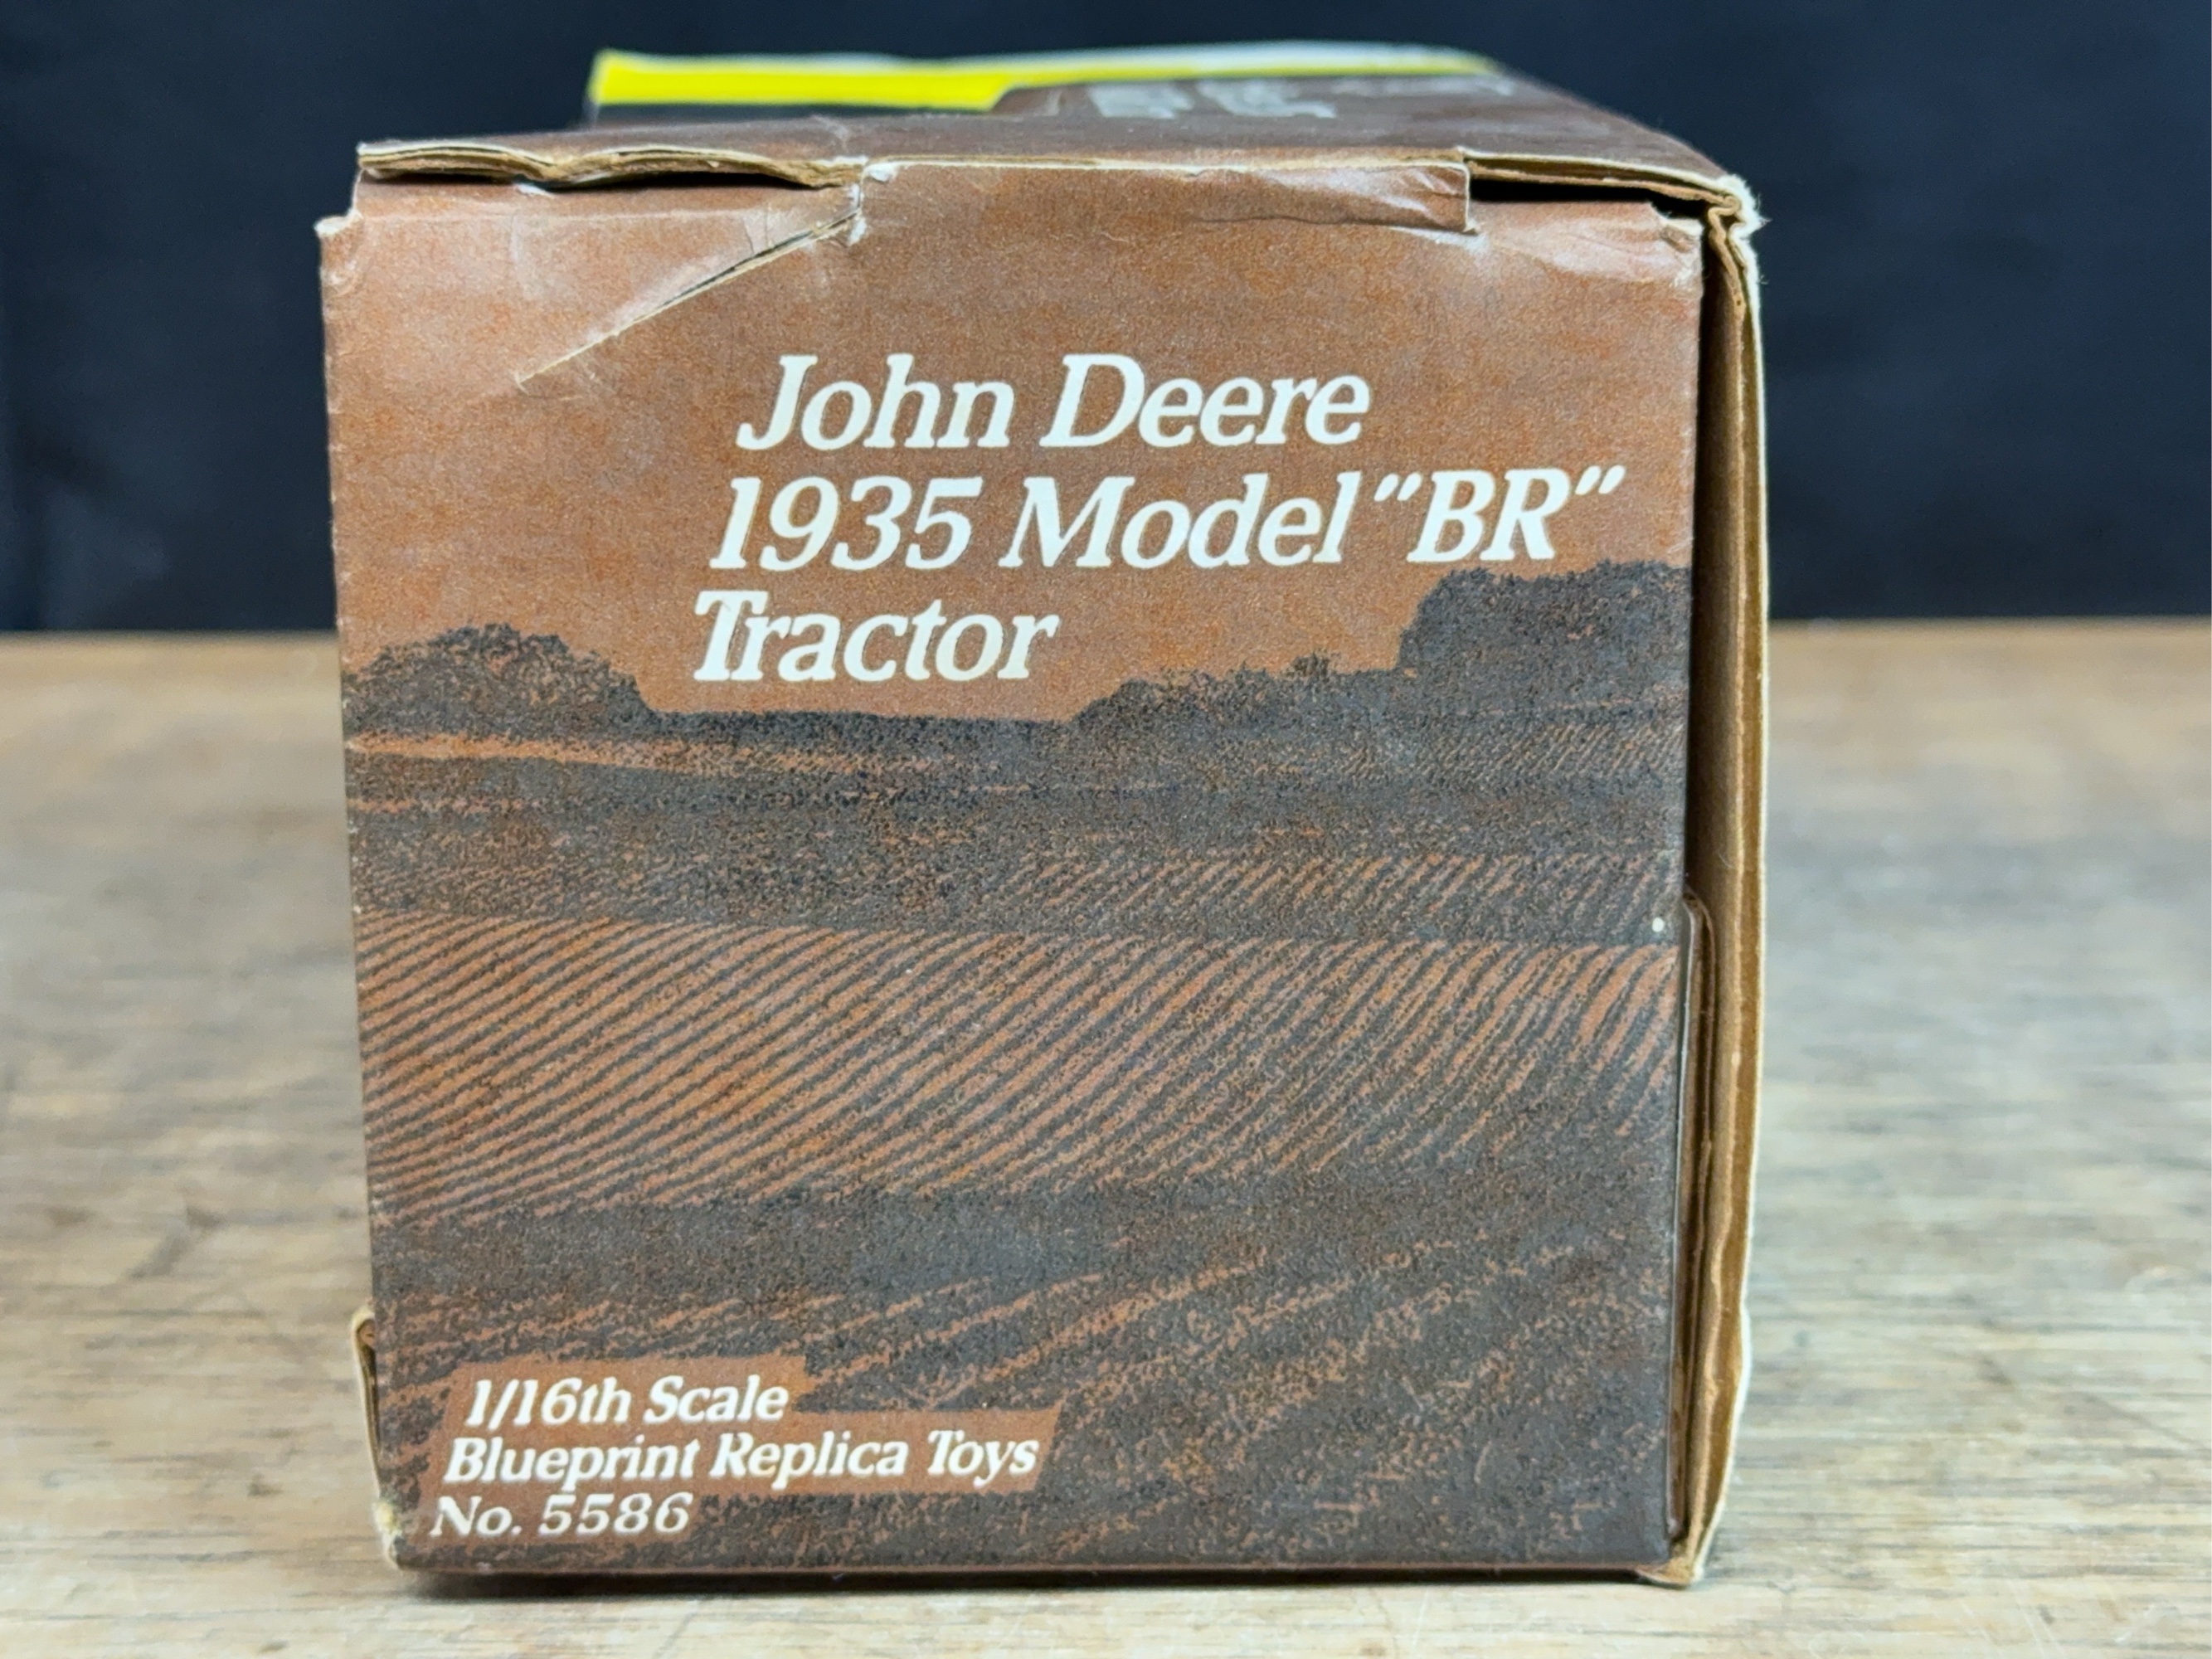 John Deere
1935 Model "BR"
Tractor
1/16th Scale
Blueprint Replica Toys
No. 5586